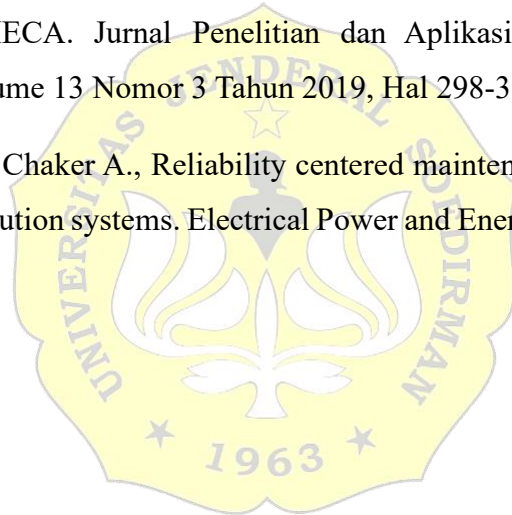 MECA. Jurnal Penelitian dan Aplikasi
ume 13 Nomor 3 Tahun 2019, Hal 298-3
Chaker A., Reliability centered mainten
ution systems. Electrical Power and Ener
UNIVERSITAS JENDERAL SOEDIRMAN
1963